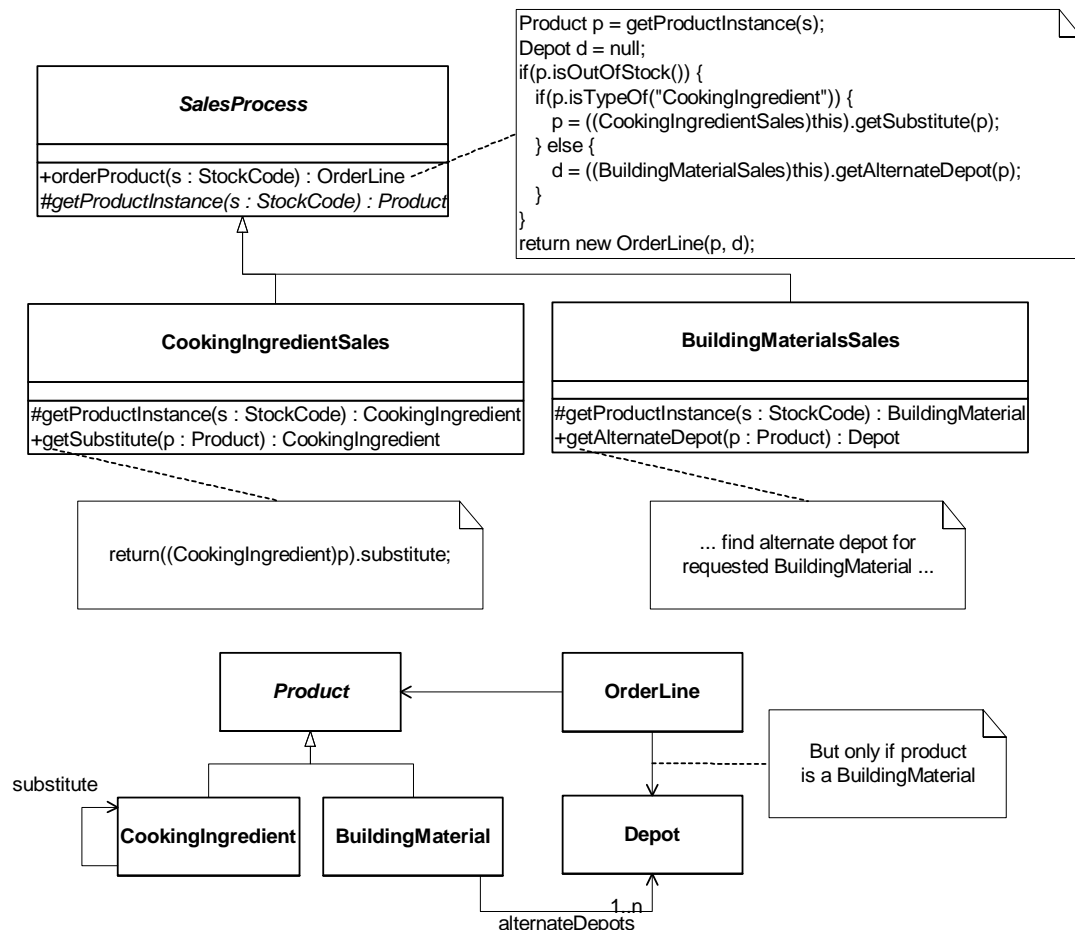 Product p = getProductInstance(s);
Depot d = null;
if(p.isOutOfStock()) {
if(p.isTypeOf("CookingIngredient")) {
p = ((CookingIngredientSales)this).getSubstitute(p);
} else {
d = ((BuildingMaterialSales)this).getAlternateDepot(p);
}
}
return new OrderLine(p, d);
SalesProcess
+orderProduct(s : StockCode) : OrderLine
#getProductInstance(s : StockCode) : Product
CookingIngredientSales
#getProductInstance(s : StockCode) : CookingIngredient
+getSubstitute(p : Product) : CookingIngredient
BuildingMaterialsSales
#getProductInstance(s : StockCode) : BuildingMaterial
+getAlternateDepot(p : Product) : Depot
return((CookingIngredient)p).substitute;
... find alternate depot for
requested BuildingMaterial ...
Product
OrderLine
But only if product
is a BuildingMaterial
substitute
CookingIngredient
BuildingMaterial
Depot
1..n
alternateDepots